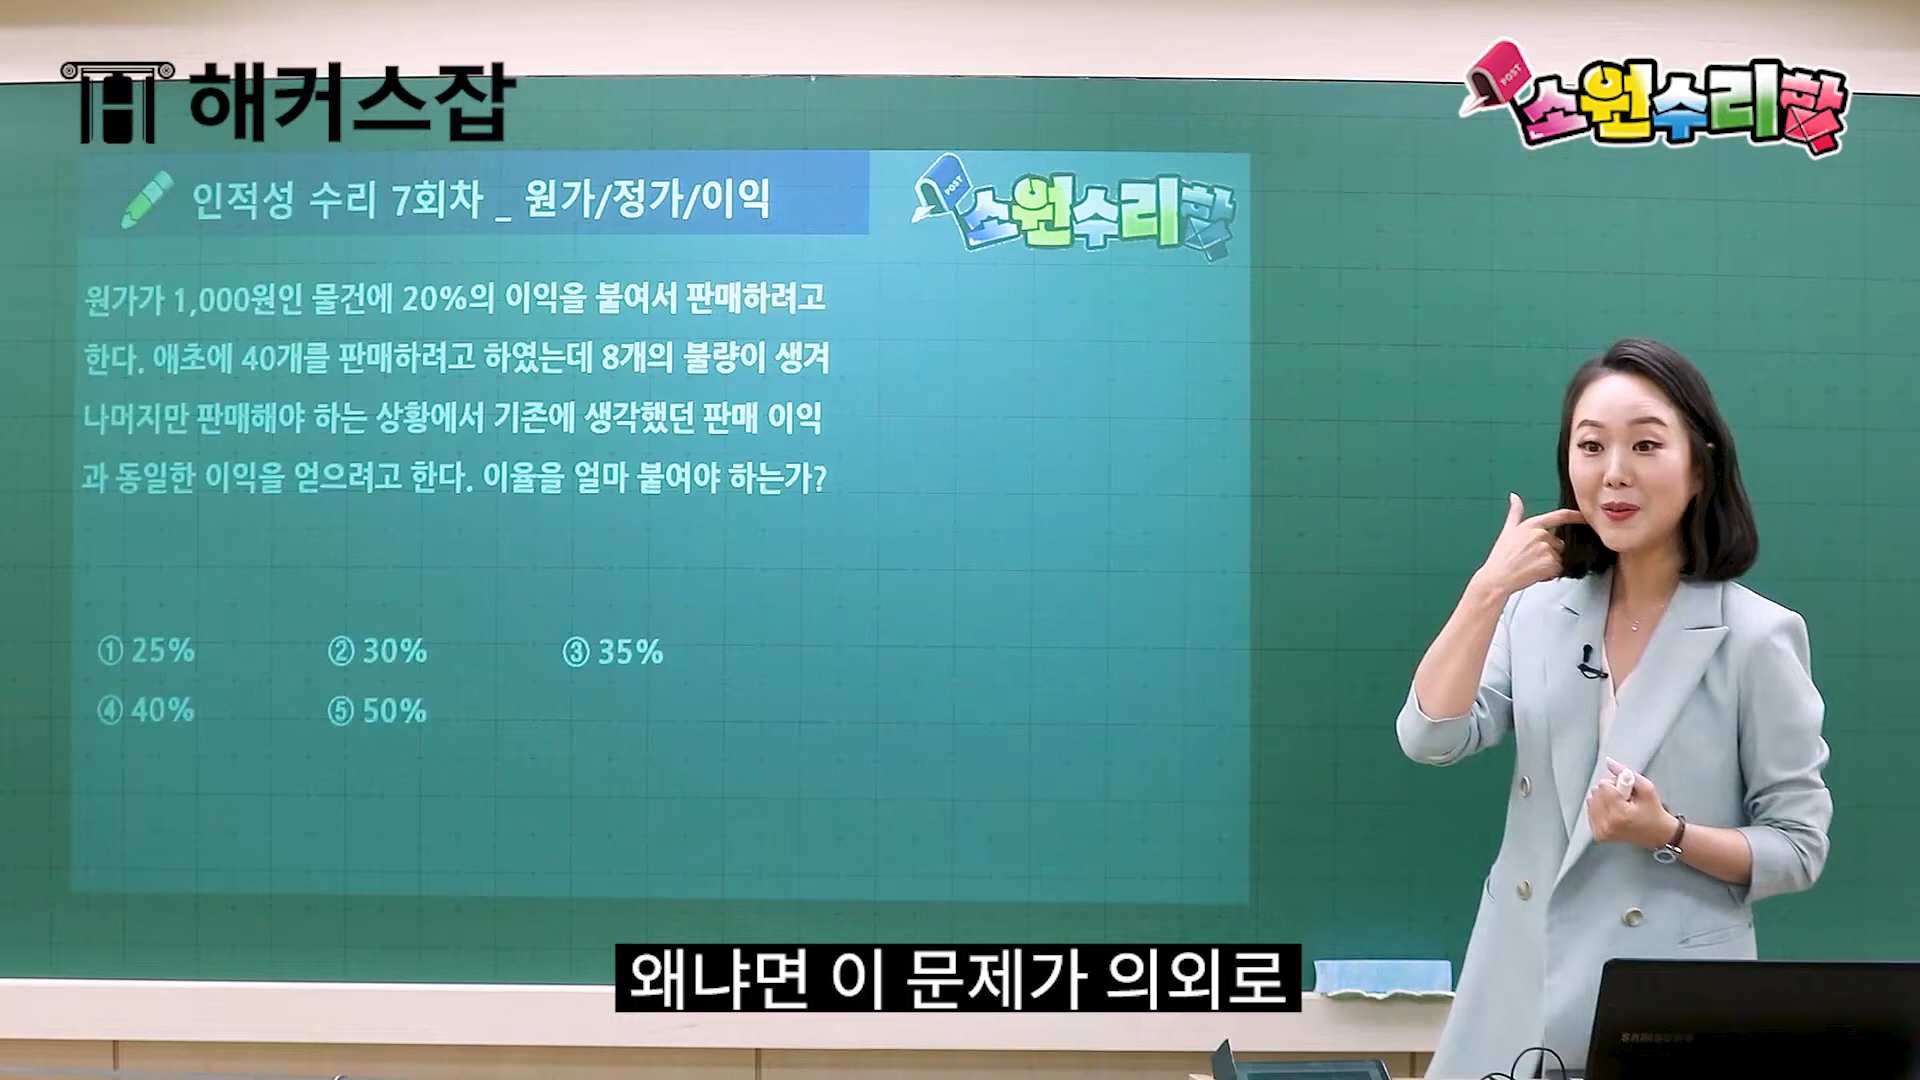 해커스잡
POST
소원수리함
인적성 수리 7회차 _ 원가/정가/이익
POST
소원수리함
원가가 1,000원인 물건에 20%의 이익을 붙여서 판매하려고
한다. 애초에 40개를 판매하려고 하였는데 8개의 불량이 생겨
나머지만 판매해야 하는 상황에서 기존에 생각했던 판매 이익
과 동일한 이익을 얻으려고 한다. 이율을 얼마 붙여야 하는가?
① 25% ② 30% ③ 35%
④ 40% ⑤ 50%
왜냐면 이 문제가 의외로
SAMSUNG